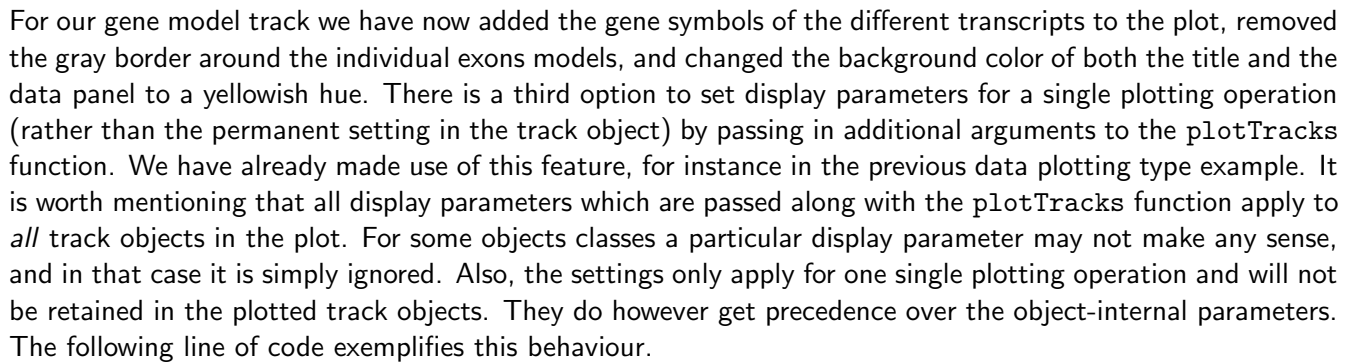 For our gene model track we have now added the gene symbols of the different transcripts to the plot, removed
the gray border around the individual exons models, and changed the background color of both the title and the
data panel to a yellowish hue. There is a third option to set display parameters for a single plotting operation
(rather than the permanent setting in the track object) by passing in additional arguments to the plotTracks
function. We have already made use of this feature, for instance in the previous data plotting type example. It
is worth mentioning that all display parameters which are passed along with the plotTracks function apply to
all track objects in the plot. For some objects classes a particular display parameter may not make any sense,
and in that case it is simply ignored. Also, the settings only apply for one single plotting operation and will not
be retained in the plotted track objects. They do however get precedence over the object-internal parameters.
The following line of code exemplifies this behaviour.